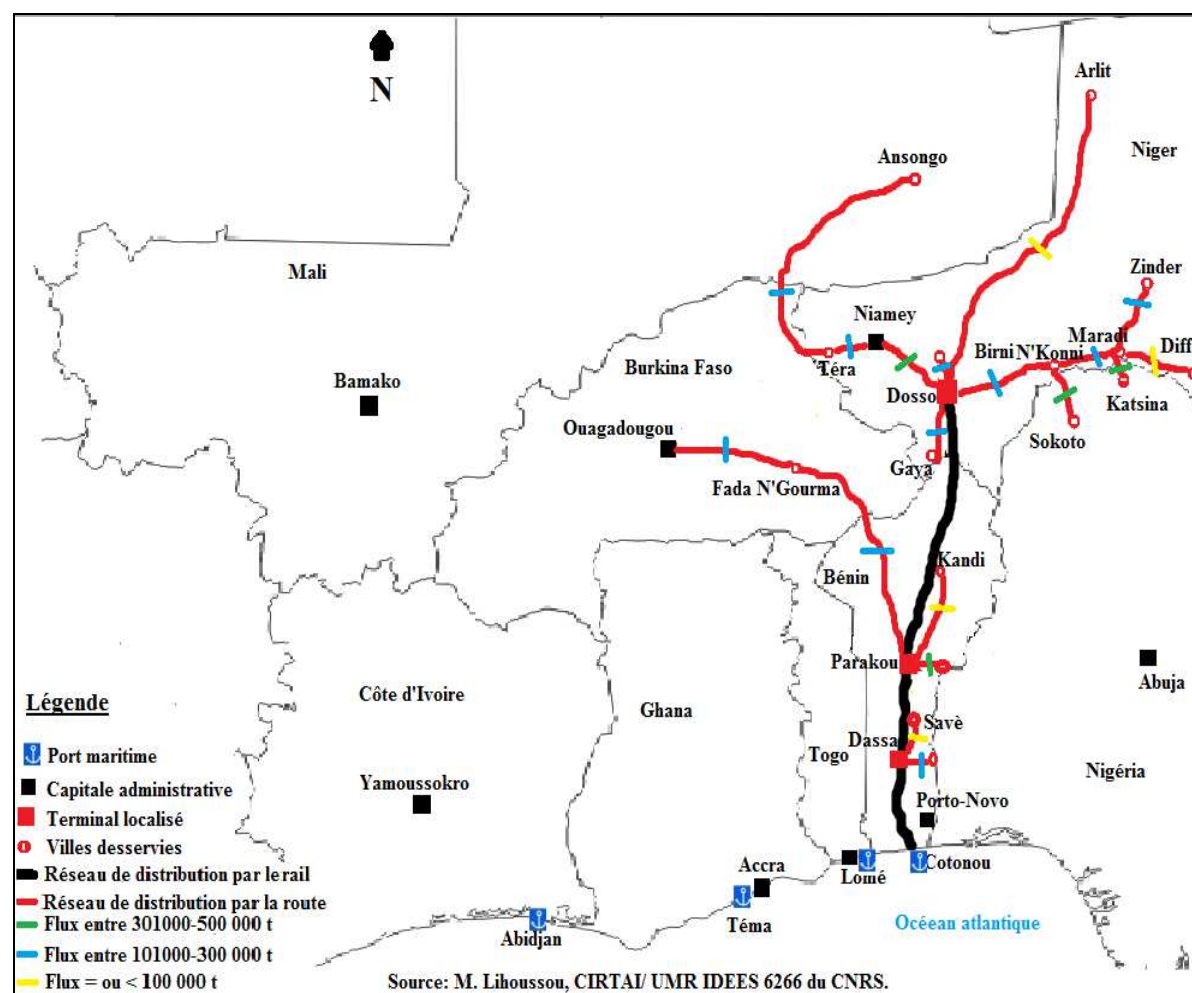 N
Arlit
Niger
Ansongo
Zinder
Mali
Niamey
Maradi
Birni N'Konni
Diff
Burkina Faso
Téra
Bamako
Dosso
Katsina
Ouagadougou
Sokoto
Gaya
Fada N'Gourma
Kandi
Bénin
Parakou
Abuja
Légende
Côte d'Ivoire
Ghana
Savè
Dassa
Togo
Port maritime
Nigéria
Yamoussokro
Capitale administrative
Porto-Novo
Terminal localisé
Villes desservies
Accra
Lomé
Cotonou
Réseau de distribution par le rail
Réseau de distribution par la route
Téma
Flux entre 301000-500 000 t
Océean atlantique
Abidjan
Flux entre 101000-300 000 t
Flux = ou < 100 000 t
Source: M. Lihoussou, CIRTAI/ UMR IDEES 6266 du CNRS.